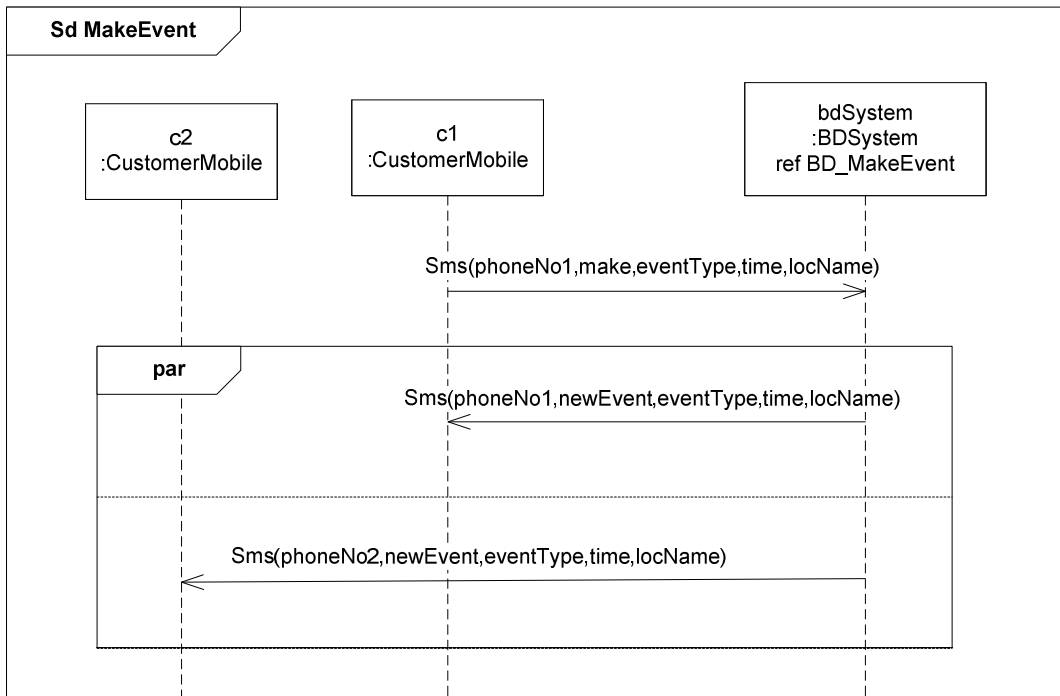 Sd MakeEvent
c2
:CustomerMobile
c1
:CustomerMobile
bdSystem
:BDSystem
ref BD_MakeEvent
Sms(phoneNo1,make,eventType,time,locName)
par
Sms(phoneNo1,newEvent,eventType,time,locName)
Sms(phoneNo2,newEvent,eventType,time,locName)